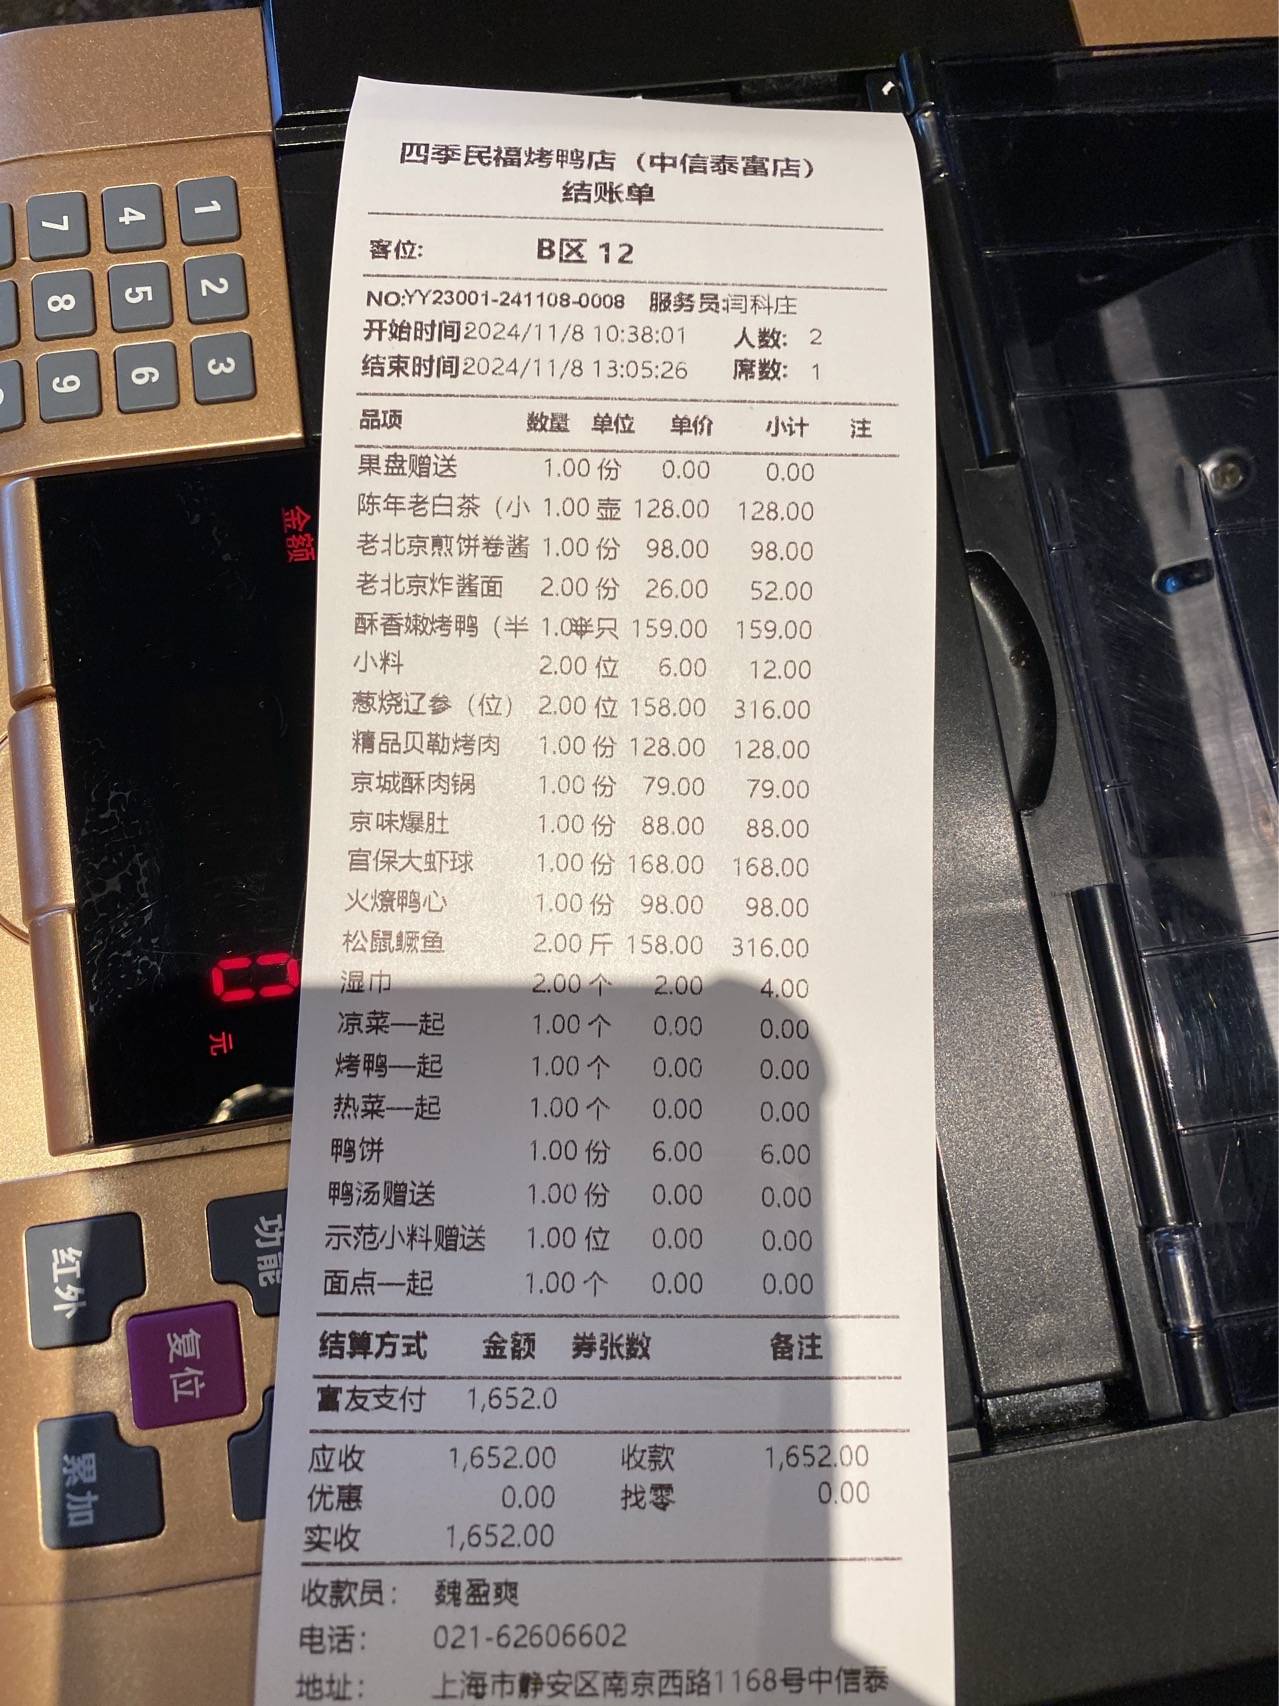 四季民福烤鸭店（中信泰富店）
结账单
客位: B区 12
NO:YY23001-241108-0008 服务员:闫科庄
开始时间2024/11/8 10:38:01 人数: 2
结束时间2024/11/8 13:05:26 席数: 1
品项 数量 单位 单价 小计 注
果盘赠送 1.00 份 0.00 0.00
陈年老白茶（小 1.00 壶 128.00 128.00
老北京煎饼卷酱 1.00 份 98.00 98.00
老北京炸酱面 2.00 份 26.00 52.00
酥香嫩烤鸭（半 1.00半只 159.00 159.00
小料 2.00 位 6.00 12.00
葱烧辽参（位） 2.00 位 158.00 316.00
精品贝勒烤肉 1.00 份 128.00 128.00
京城酥肉锅 1.00 份 79.00 79.00
京味爆肚 1.00 份 88.00 88.00
宫保大虾球 1.00 份 168.00 168.00
火燎鸭心 1.00 份 98.00 98.00
松鼠鳜鱼 2.00 斤 158.00 316.00
湿巾 2.00 个 2.00 4.00
凉菜一起 1.00 个 0.00 0.00
烤鸭一起 1.00 个 0.00 0.00
热菜一起 1.00 个 0.00 0.00
鸭饼 1.00 份 6.00 6.00
鸭汤赠送 1.00 份 0.00 0.00
示范小料赠送 1.00 位 0.00 0.00
面点一起 1.00 个 0.00 0.00
结算方式 金额 券张数 备注
富友支付 1,652.0
应收 1,652.00 收款 1,652.00
优惠 0.00 找零 0.00
实收 1,652.00
收款员: 魏盈爽
电话: 021-62606602
地址: 上海市静安区南京西路1168号中信泰
7 4 1
8 5 2
9 6 3
金额
0
元
红外
功能
复位
累加